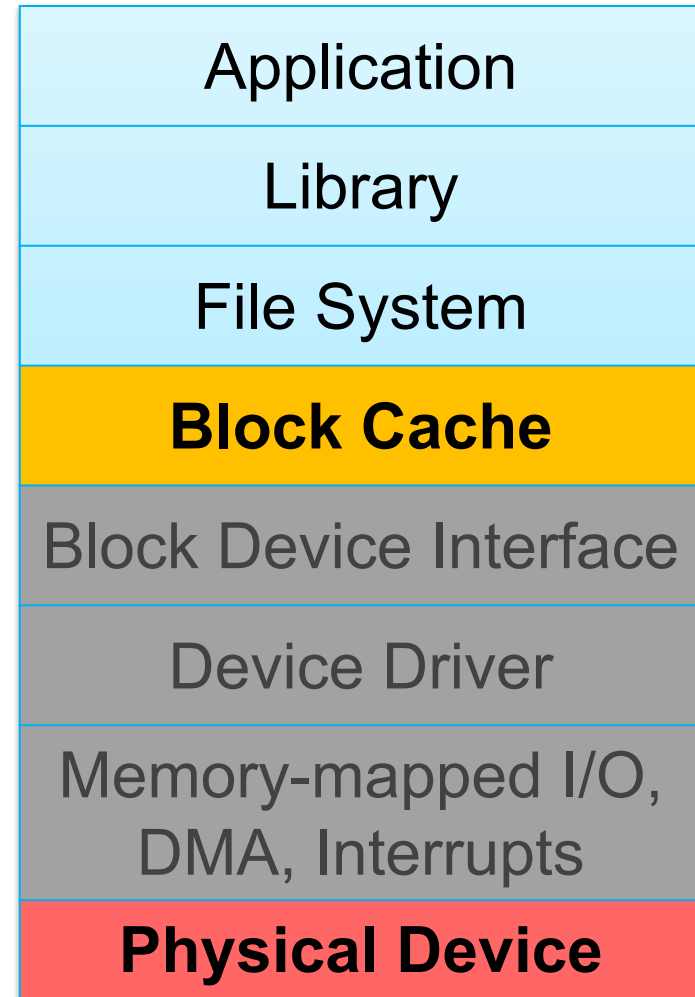 Application
Library
File System
Block Cache
Block Device Interface
Device Driver
Memory-mapped I/O,
DMA, Interrupts
Physical Device